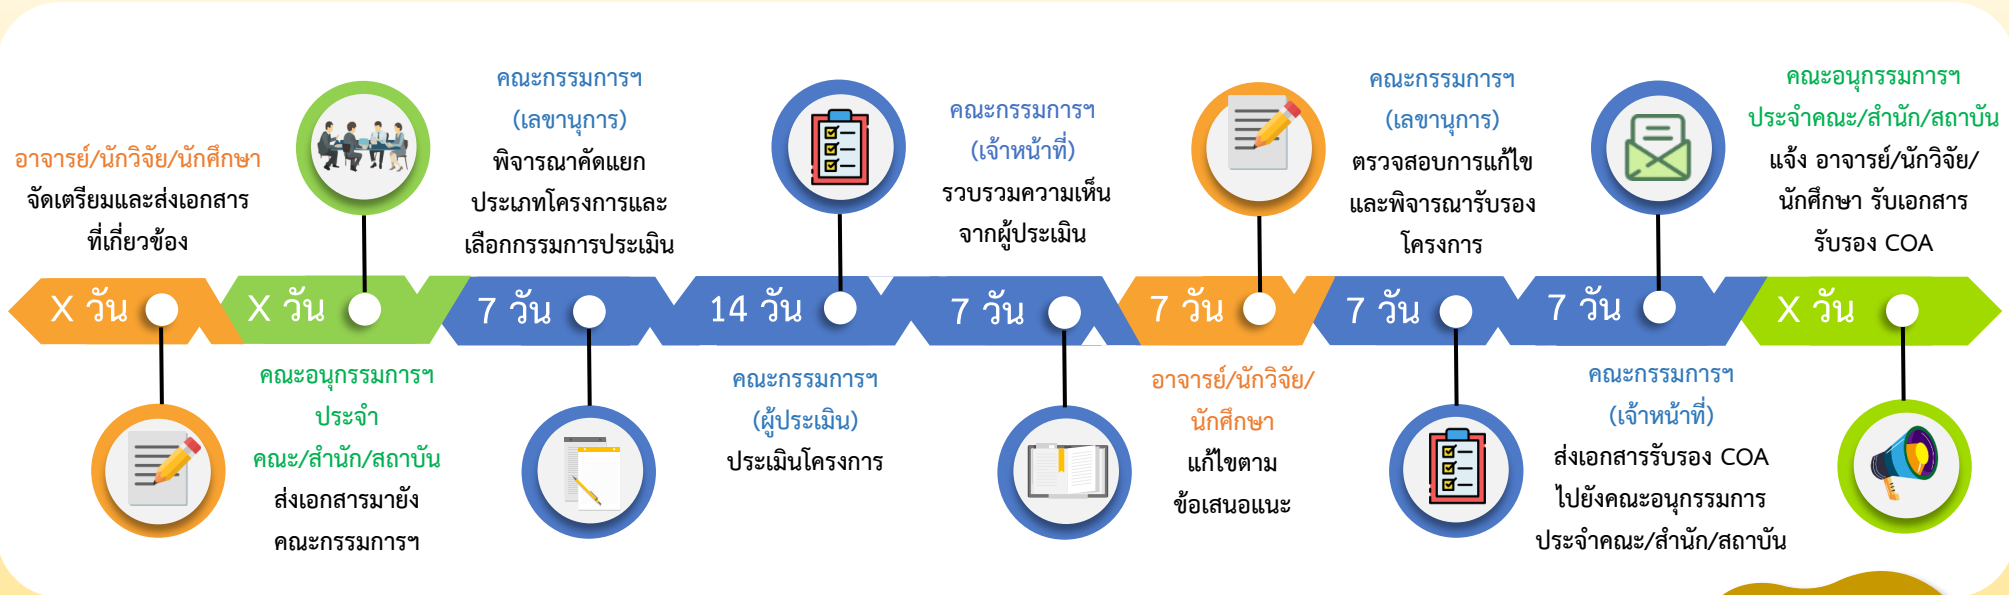 อาจารย์/นักวิจัย/นักศึกษา
จัดเตรียมและส่งเอกสาร
ที่เกี่ยวข้อง
X วัน
X วัน
คณะอนุกรรมการฯ
ประจำ
คณะ/สำนัก/สถาบัน
ส่งเอกสารมายัง
คณะกรรมการฯ
คณะกรรมการฯ
(เลขานุการ)
พิจารณาคัดแยก
ประเภทโครงการและ
เลือกกรรมการประเมิน
7 วัน
14 วัน
คณะกรรมการฯ
(ผู้ประเมิน)
ประเมินโครงการ
คณะกรรมการฯ
(เจ้าหน้าที่)
รวบรวมความเห็น
จากผู้ประเมิน
7 วัน
7 วัน
อาจารย์/นักวิจัย/
นักศึกษา
แก้ไขตาม
ข้อเสนอแนะ
คณะกรรมการฯ
(เลขานุการ)
ตรวจสอบการแก้ไข
และพิจารณารับรอง
โครงการ
7 วัน
7 วัน
คณะกรรมการฯ
(เจ้าหน้าที่)
ส่งเอกสารรับรอง COA
ไปยังคณะอนุกรรมการ
ประจำคณะ/สำนัก/สถาบัน
คณะอนุกรรมการฯ
ประจำคณะ/สำนัก/สถาบัน
แจ้ง อาจารย์/นักวิจัย/
นักศึกษา รับเอกสาร
รับรอง COA
X วัน